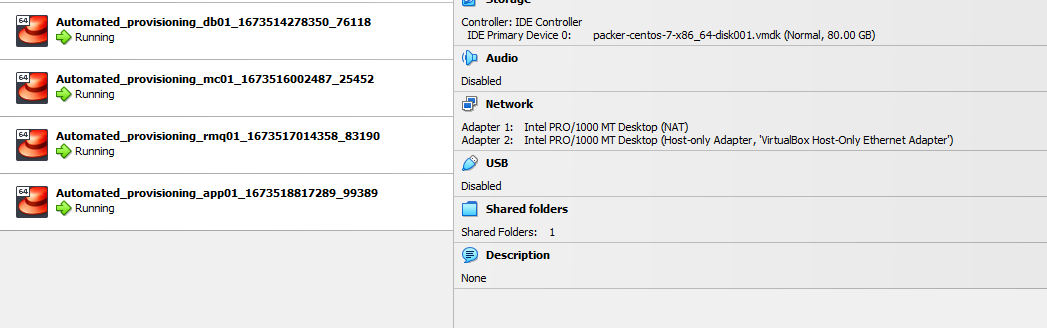 64
Automated_provisioning_db01_1673514278350_76118
Running
64
Automated_provisioning_mc01_1673516002487_25452
Running
64
Automated_provisioning_rmq01_1673517014358_83190
Running
64
Automated_provisioning_app01_1673518817289_99389
Running
Storage
Controller: IDE Controller
IDE Primary Device 0: packer-centos-7-x86_64-disk001.vmdk (Normal, 80.00 GB)
Audio
Disabled
Network
Adapter 1: Intel PRO/1000 MT Desktop (NAT)
Adapter 2: Intel PRO/1000 MT Desktop (Host-only Adapter, 'VirtualBox Host-Only Ethernet Adapter')
USB
Disabled
Shared folders
Shared Folders: 1
Description
None